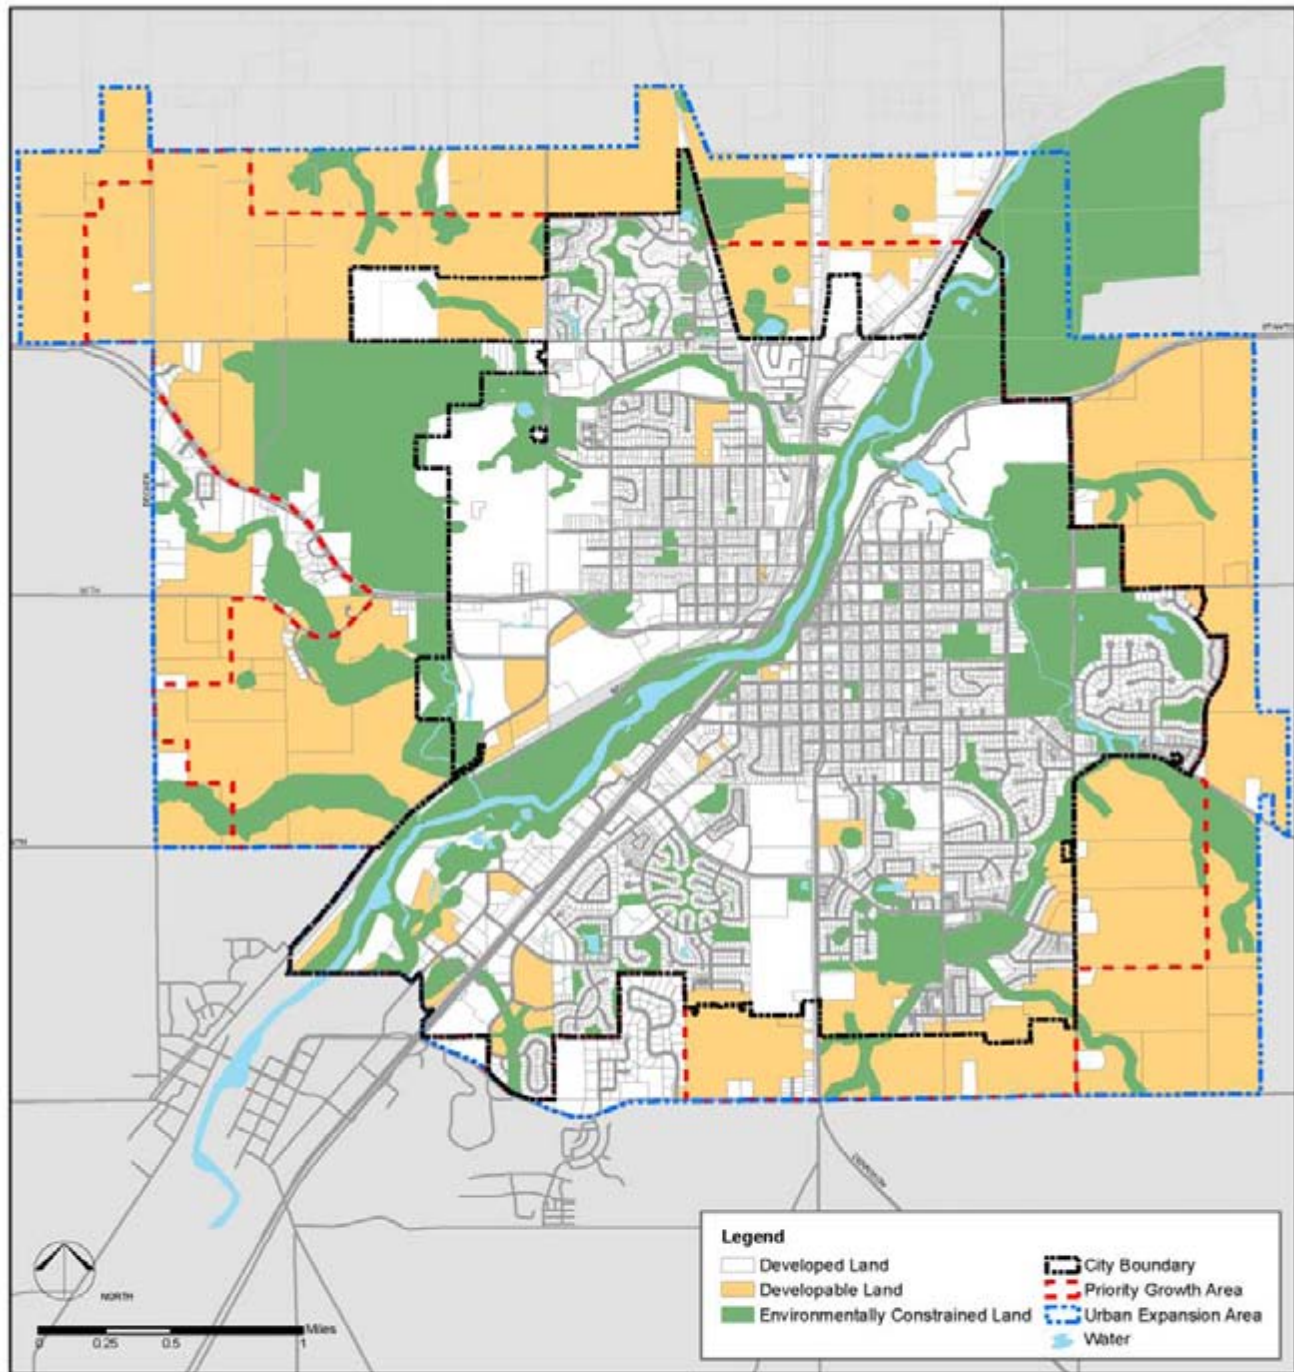 90TH
Legend
Developed Land
Developable Land
Environmentally Constrained Land
City Boundary
Priority Growth Area
Urban Expansion Area
Water
NORTH
Miles
0 0.25 0.5 1